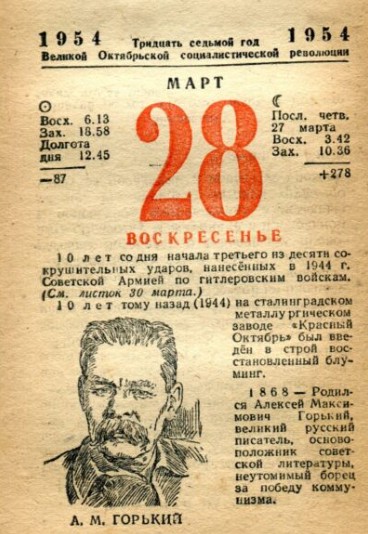 1954 Тридцать седьмой год 1954
Великой Октябрьской социалистической революции
МАРТ
Восх. 6.13
Зах. 18.58
Долгота
дня 12.45
—87
28
Посл. четв.
27 марта
Восх. 3.42
Зах. 10.36
+278
ВОСКРЕСЕНЬЕ
10 лет со дня начала третьего из десяти со-
крушительных ударов, нанесённых в 1944 г.
Советской Армией по гитлеровским войскам.
(См. листок 30 марта.)
10 лет тому назад (1944) на сталинградском
металлургическом
заводе «Красный
Октябрь» был вве-
дён в строй вос-
становленный блу-
минг.
1868 — Родил-
ся Алексей Макси-
мович Горький,
великий русский
писатель, осново-
положник совет-
ской литературы,
неутомимый борец
за победу комму-
низма.
А. М. ГОРЬКИЙ